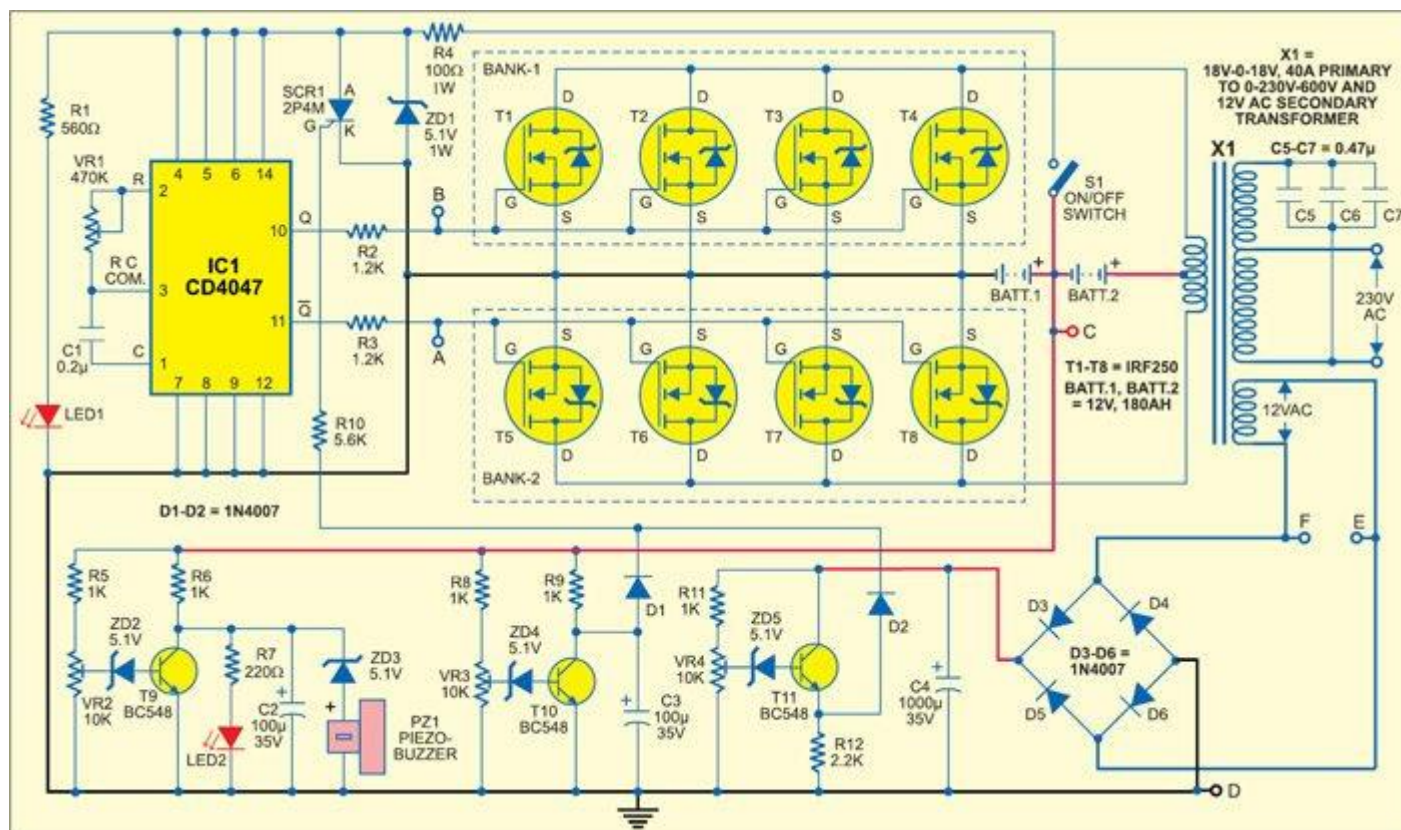 R4
100Ω
1W
BANK-1
X1 =
18V-0-18V, 40A PRIMARY
TO 0-230V-600V AND
12V AC SECONDARY
TRANSFORMER
R1
560Ω
SCR1
2P4M
A
G
K
ZD1
5.1V
1W
D
D
D
D
T1
T2
T3
T4
X1
C5-C7 = 0.47µ
VR1
470K
R
2
4
5
6
14
S1
ON/OFF
SWITCH
C5
C6
C7
B
G
S
G
S
G
S
G
S
Q
10
R2
1.2K
IC1
CD4047
R C
COM.
3
+
+
BATT.1
BATT.2
230V
AC
Q
11
R3
1.2K
A
C
C1
0.2µ
C
1
S
S
S
S
G
G
G
G
7
8
9
12
T1-T8 = IRF250
BATT.1, BATT.2
= 12V, 180AH
12VAC
LED1
R10
5.6K
T5
T6
T7
T8
D
D
D
D
BANK-2
D1-D2 = 1N4007
F
E
R5
1K
R6
1K
R8
1K
R9
1K
D1
R11
1K
D2
D3
D4
ZD2
5.1V
ZD4
5.1V
ZD5
5.1V
D3-D6 =
1N4007
R7
220Ω
ZD3
5.1V
VR2
10K
T9
BC548
VR3
10K
T10
BC548
VR4
10K
T11
BC548
+
C2
100µ
35V
+
PZ1
PIEZO-
BUZZER
+
C3
100µ
35V
+
C4
1000µ
35V
D5
D6
LED2
R12
2.2K
D